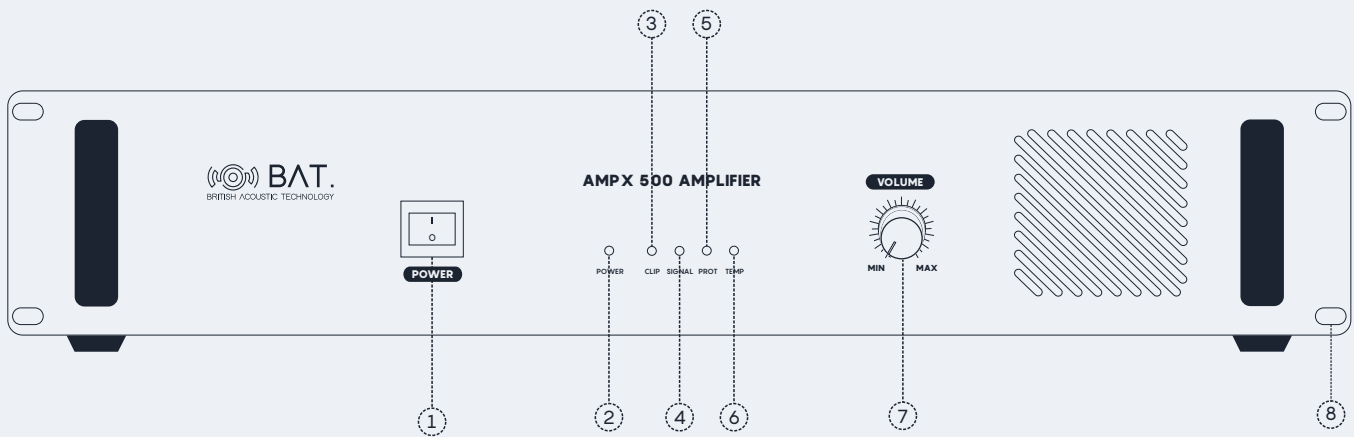 3
5
BAT.
BRITISH ACOUSTIC TECHNOLOGY
AMPX 500 AMPLIFIER
VOLUME
I
O
POWER
POWER
CLIP
SIGNAL
PROT
TEMP
MIN
MAX
1
2
4
6
7
8